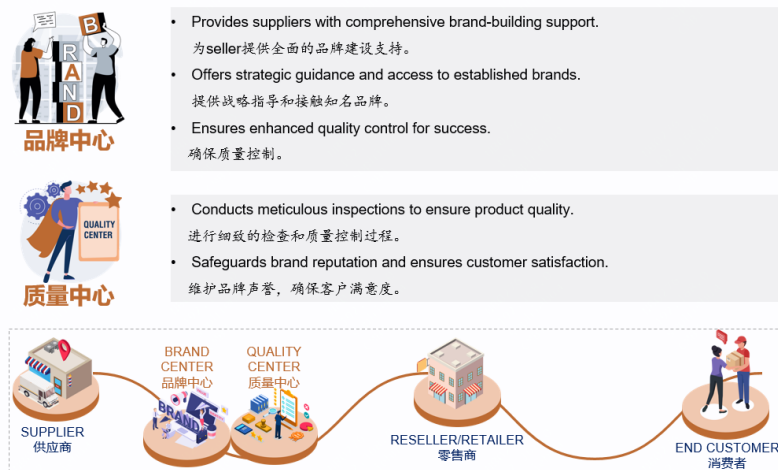 BRAND
品牌中心
• Provides suppliers with comprehensive brand-building support.
为seller提供全面的品牌建设支持。
• Offers strategic guidance and access to established brands.
提供战略指导和接触知名品牌。
• Ensures enhanced quality control for success.
确保质量控制。
QUALITY
CENTER
质量中心
• Conducts meticulous inspections to ensure product quality.
进行细致的检查和质量控制过程。
• Safeguards brand reputation and ensures customer satisfaction.
维护品牌声誉，确保客户满意度。
SUPPLIER
供应商
BRAND
CENTER
品牌中心
BRAND
QUALITY
CENTER
质量中心
RESELLER/RETAILER
零售商
END CUSTOMER
消费者